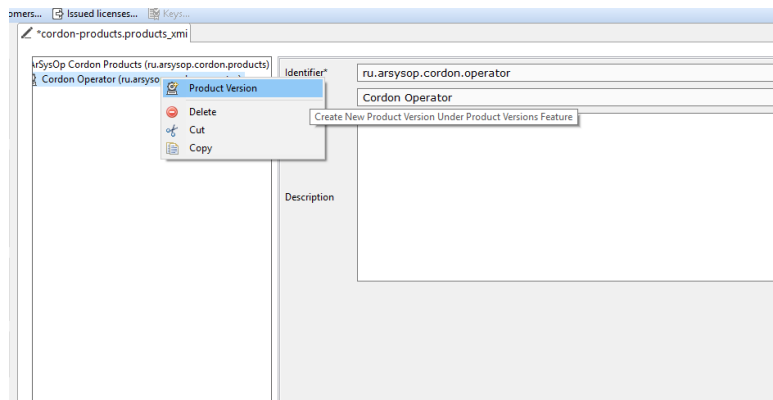 omers... Issued licenses... Keys...
*cordon-products.products_xmi
ArSysOp Cordon Products (ru.arsysop.cordon.products)
Cordon Operator (ru.arsyso
Identifier*
ru.arsysop.cordon.operator
Product Version
Cordon Operator
Delete
Create New Product Version Under Product Versions Feature
Cut
Copy
Description